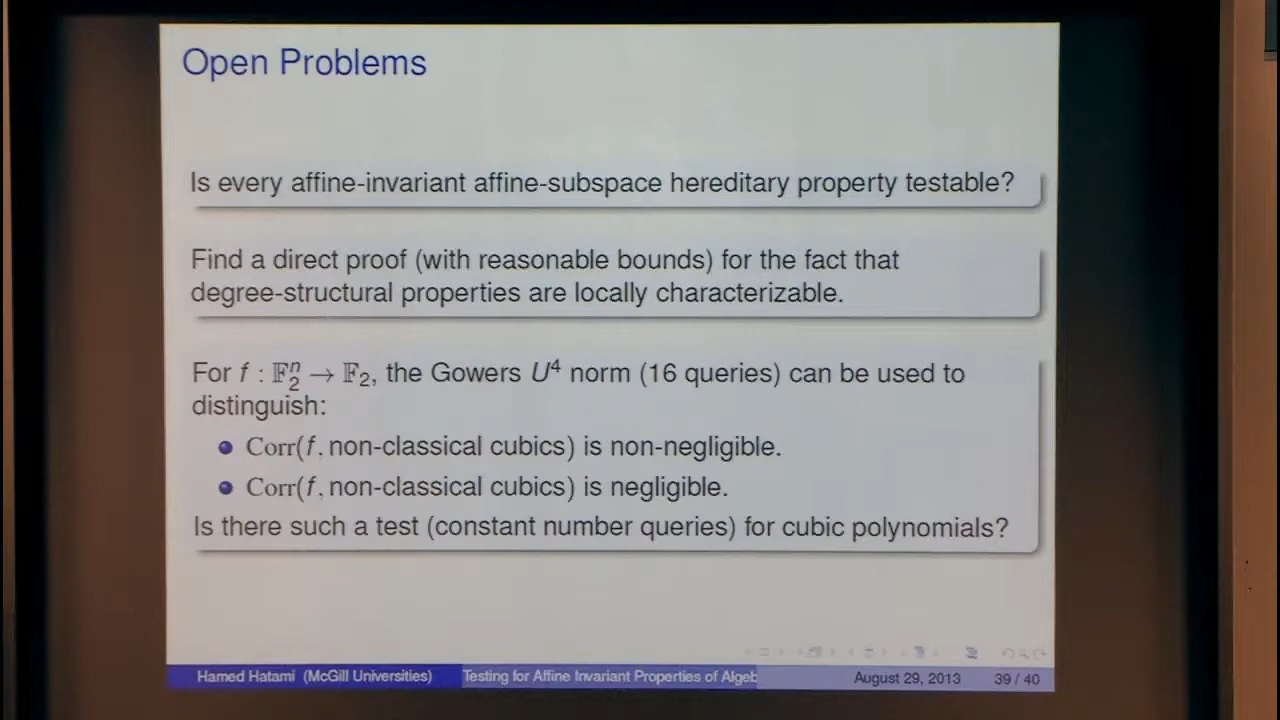 Open Problems
Is every affine-invariant affine-subspace hereditary property testable?
Find a direct proof (with reasonable bounds) for the fact that
degree-structural properties are locally characterizable.
For f : 𝔽₂ⁿ → 𝔽₂, the Gowers U⁴ norm (16 queries) can be used to
distinguish:
Corr(f, non-classical cubics) is non-negligible.
Corr(f, non-classical cubics) is negligible.
Is there such a test (constant number queries) for cubic polynomials?
Hamed Hatami (McGill Universities) Testing for Affine Invariant Properties of Algeb August 29, 2013 39 / 40